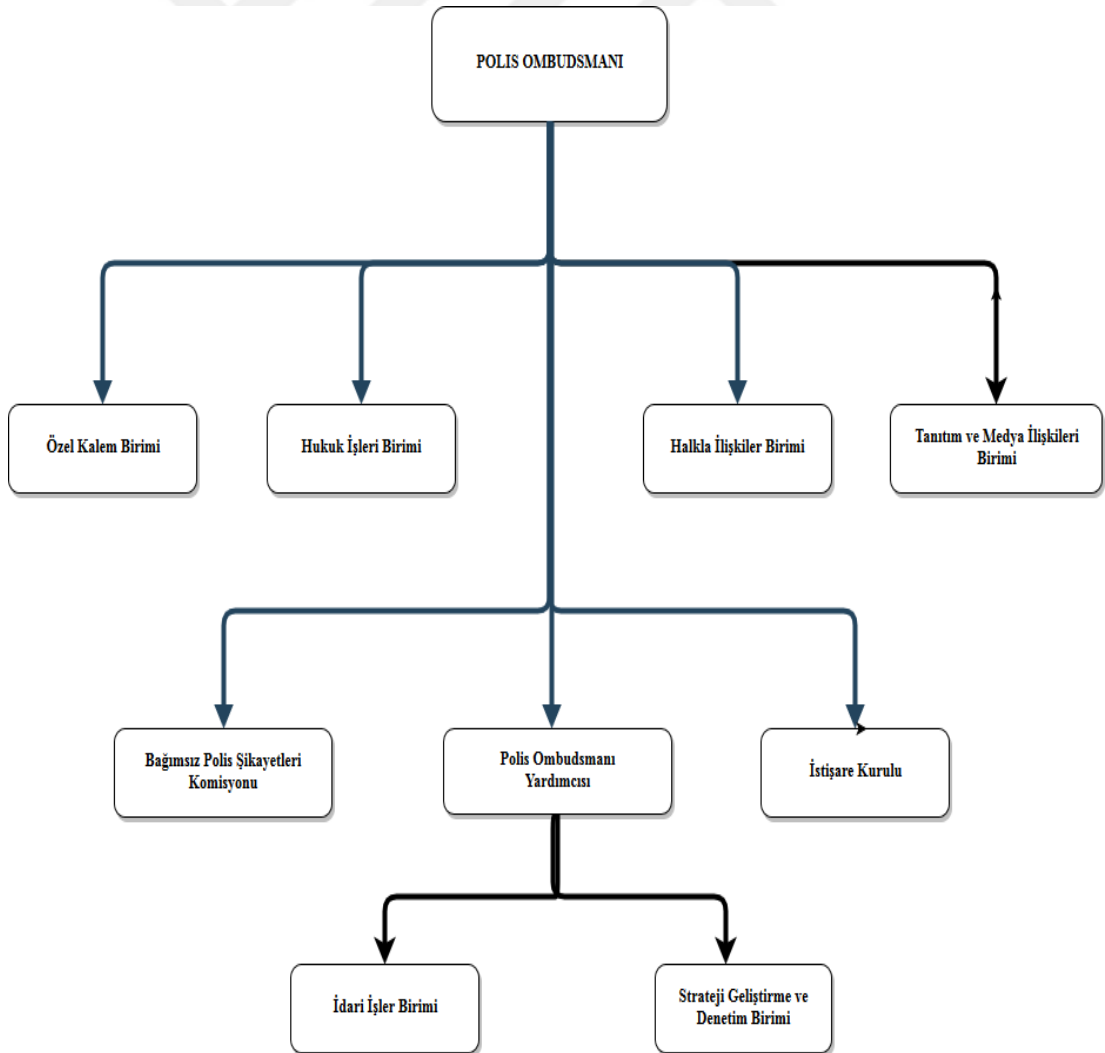 POLIS OMBUDSMANI
Özel Kalem Birimi
Hukuk İşleri Birimi
Halkla İlişkiler Birimi
Tanıtım ve Medya İlişkileri
Birimi
Bağımsız Polis Şikayetleri
Komisyonu
Polis Ombudsmanı
Yardımcısı
İstişare Kurulu
İdari İşler Birimi
Strateji Geliştirme ve
Denetim Birimi